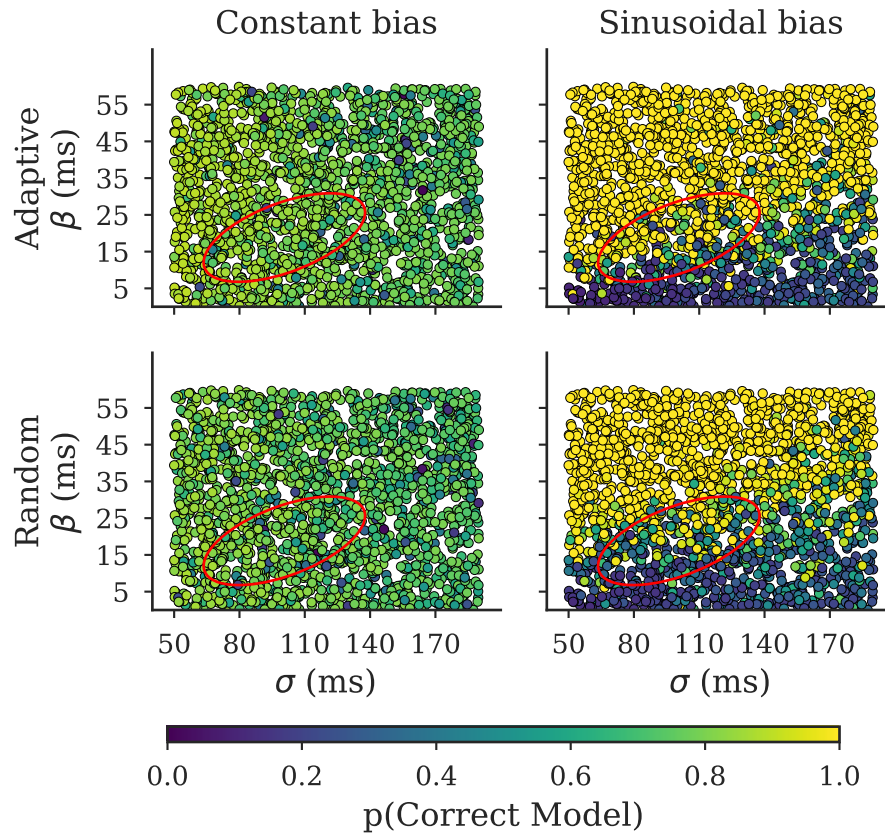 Constant bias
Sinusoidal bias
Adaptive
β (ms)
55
45
35
25
15
5
Random
β (ms)
55
45
35
25
15
5
50 80 110 140 170
50 80 110 140 170
σ (ms)
σ (ms)
0.0 0.2 0.4 0.6 0.8 1.0
p(Correct Model)